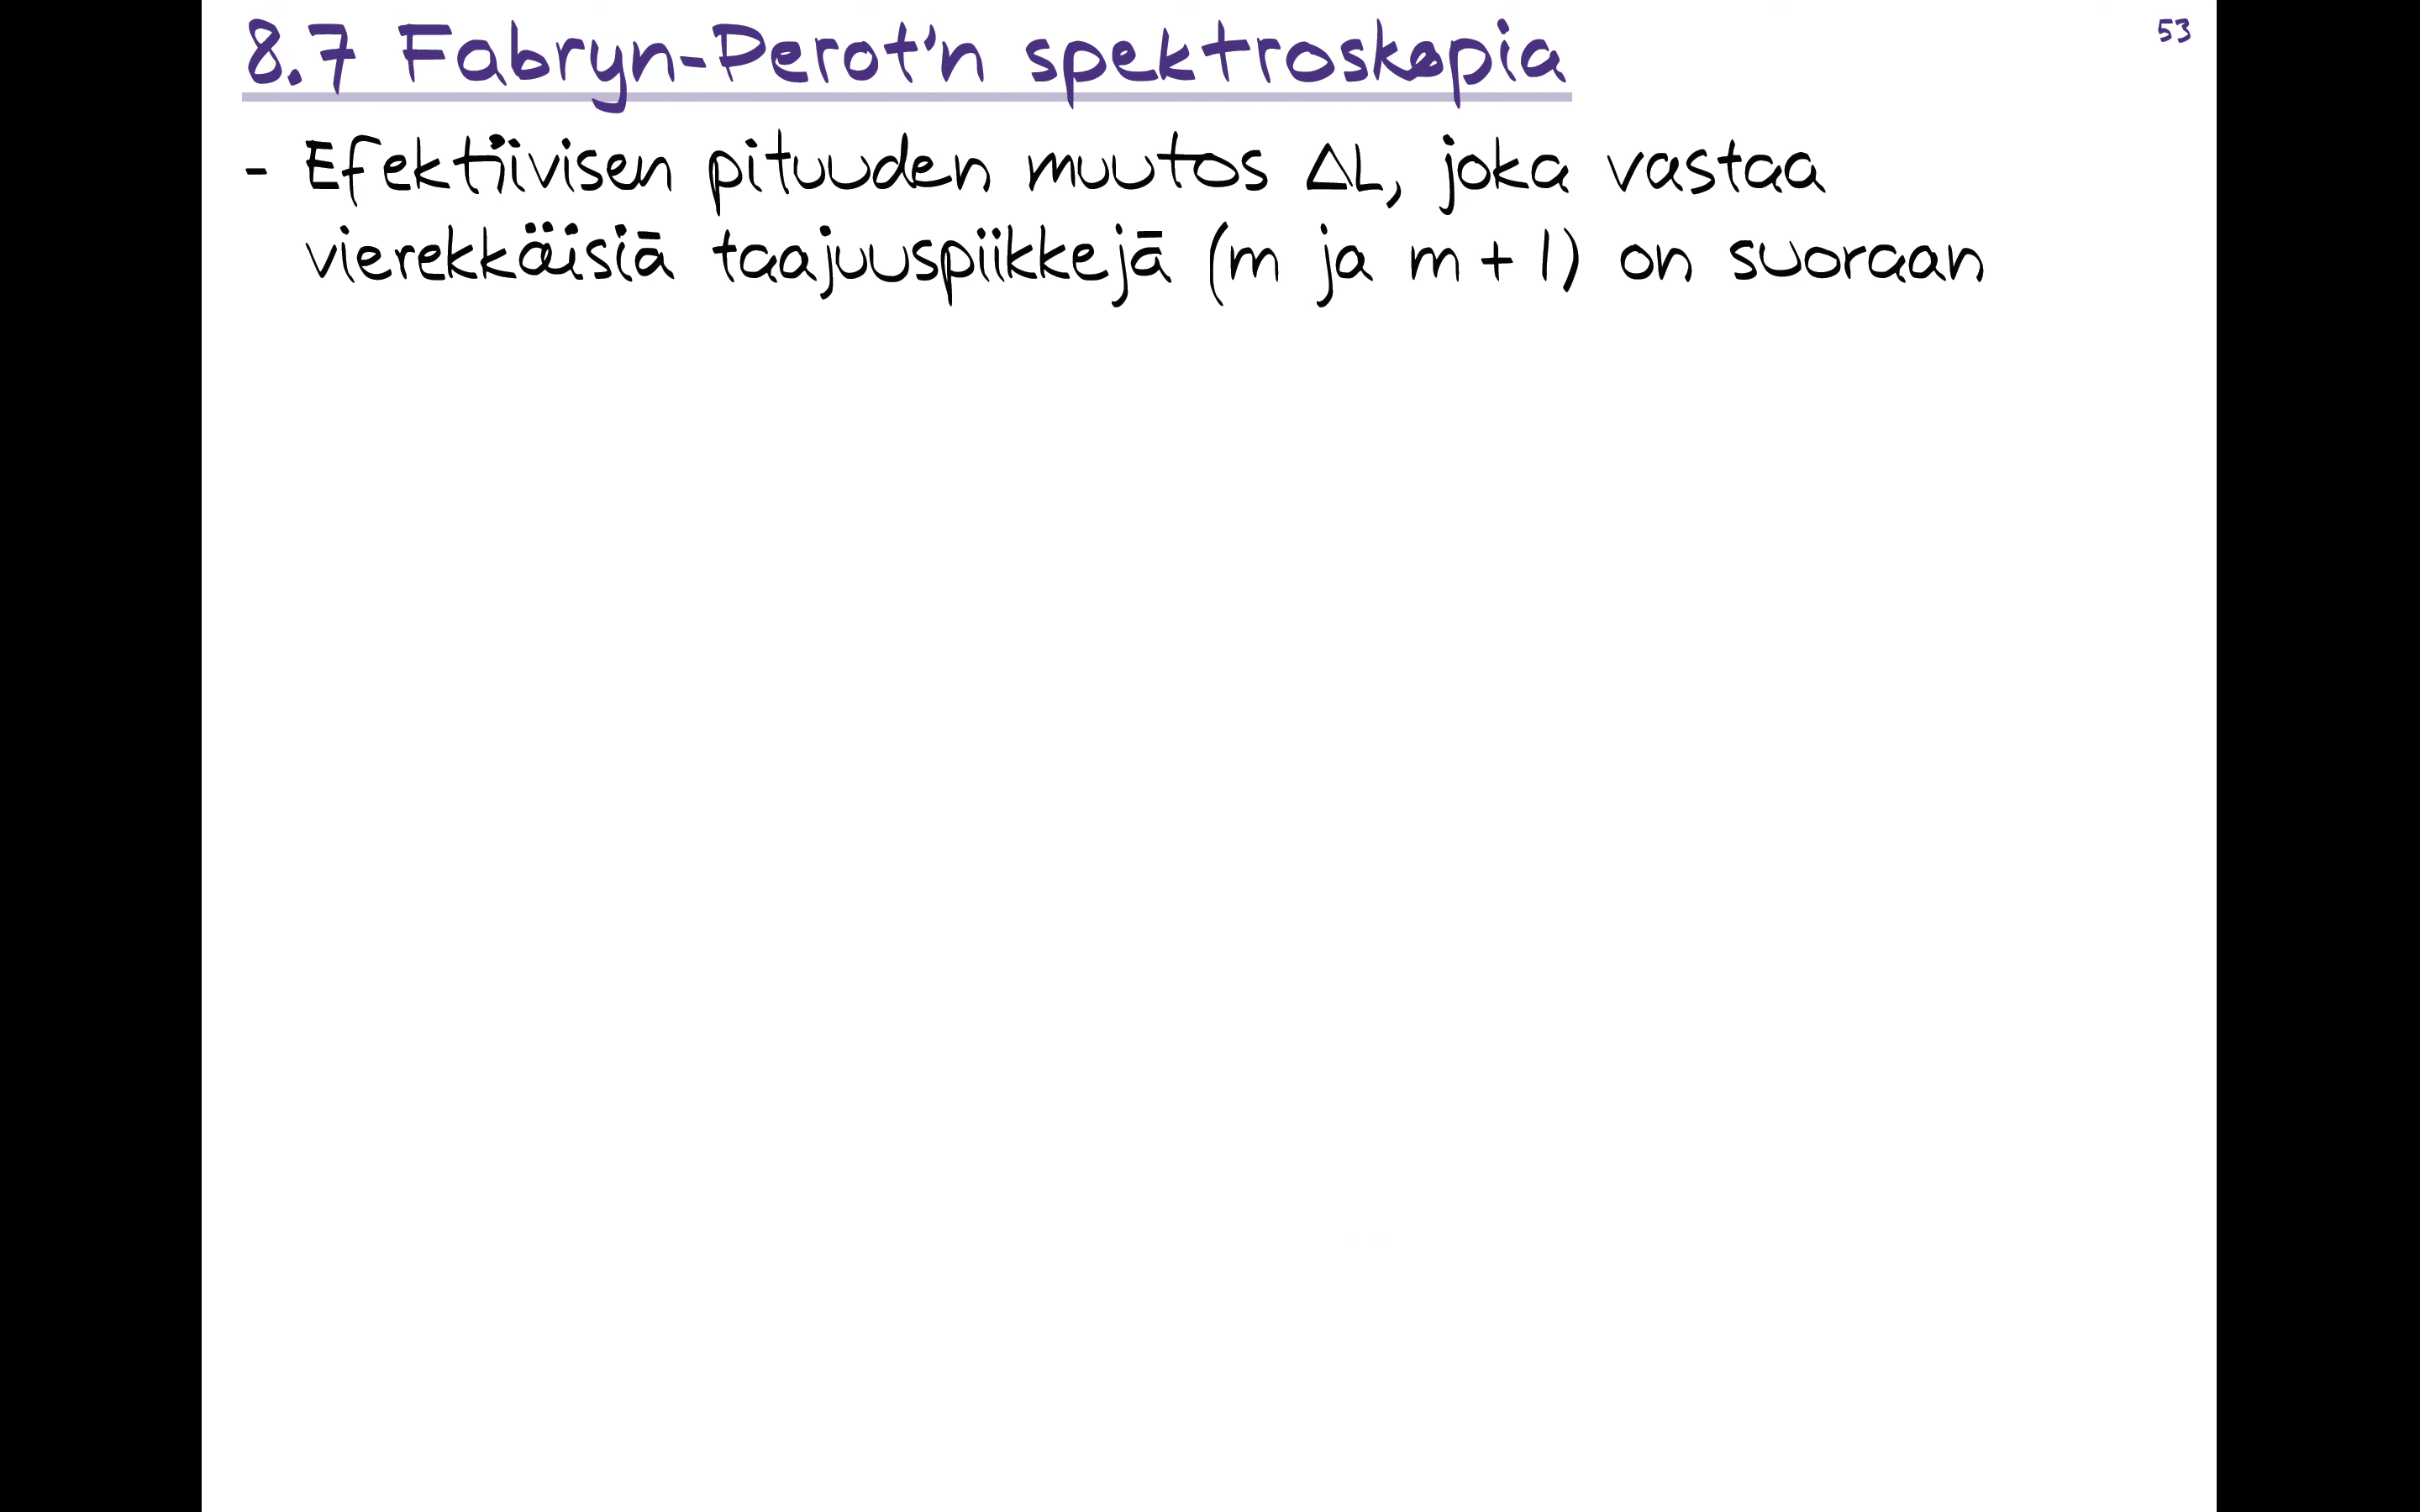 8.7 Fabryn-Perot'n spektroskopia
53
- Efektiivisen pituuden muutos ΔL, joka vastaa
vierekkäisiä taajuuspiikkejä (m ja m+1) on suoraan